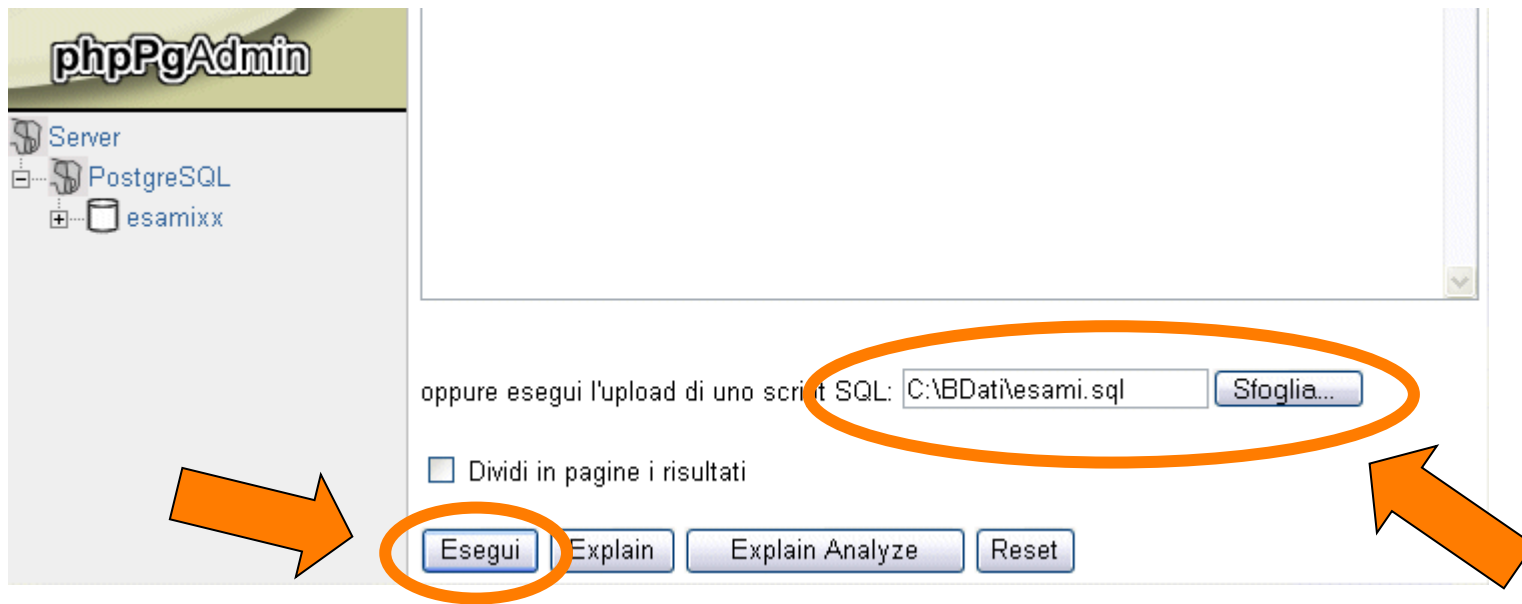 phpPgAdmin
Server
PostgreSQL
esamixx
oppure esegui l'upload di uno script SQL: C:\BDati\esami.sql Sfoglia...
Dividi in pagine i risultati
Esegui Explain Explain Analyze Reset